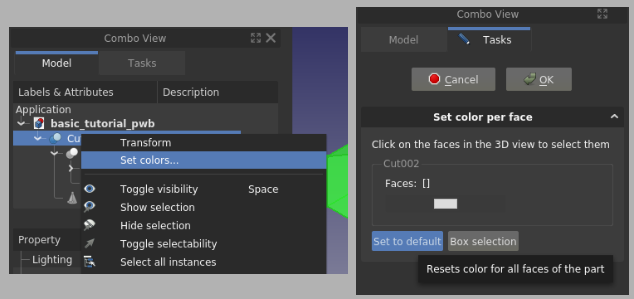 Combo View
Model
Tasks
Labels & Attributes
Description
Application
basic_tutorial_pwb
Transform
Set colors...
Toggle visibility
Space
Show selection
Hide selection
Toggle selectability
Select all instances
Property
Lighting
Combo View
Model
Tasks
Cancel
OK
Set color per face
Click on the faces in the 3D view to select them
Cut002
Faces: []
Set to default
Box selection
Resets color for all faces of the part